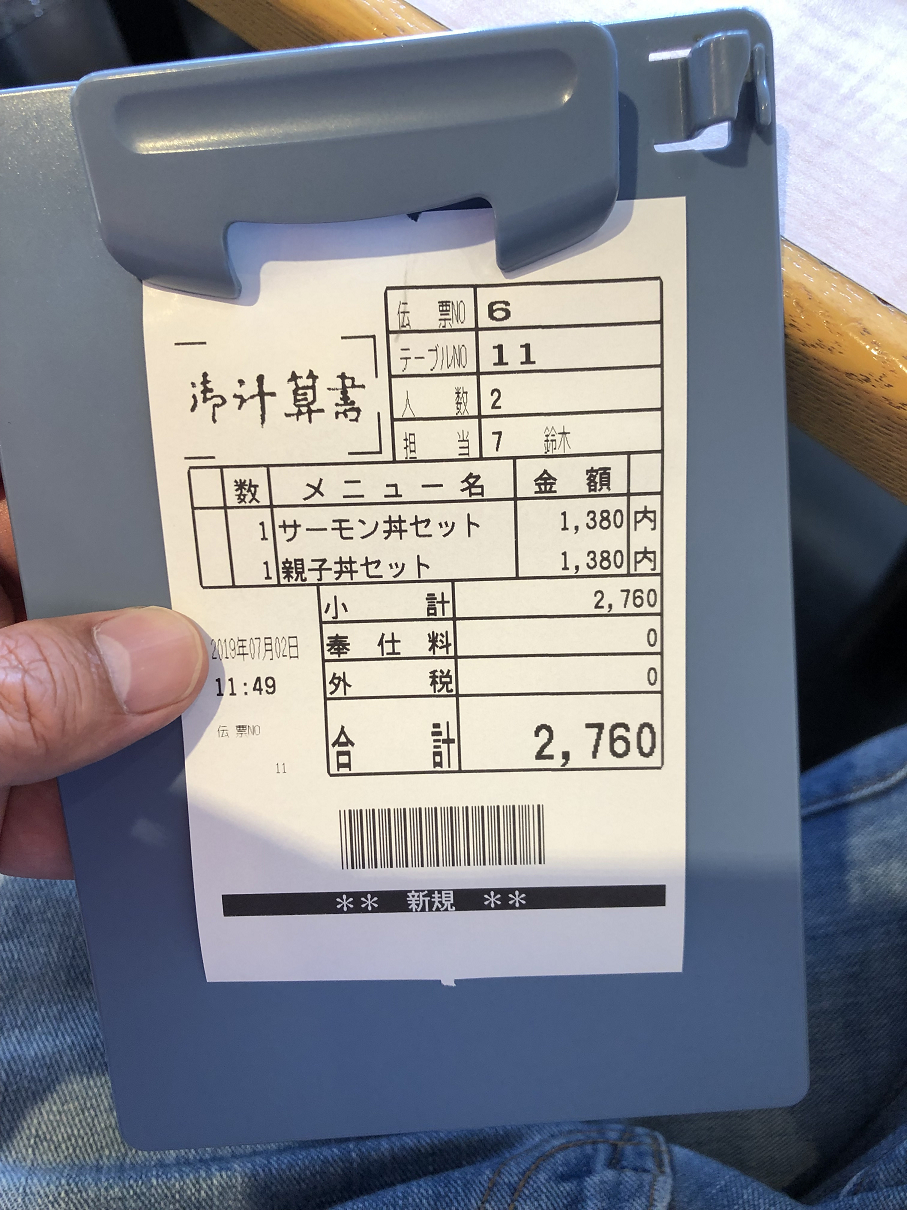 伝票NO 6
テーブルNO 11
人数 2
担当 7 鈴木
御計算書
数 メニュー名 金額
1 サーモン丼セット 1,380 内
1 親子丼セット 1,380 内
小計 2,760
奉仕料 0
外税 0
合計 2,760
2019年07月02日
11:49
伝票NO
11
** 新規 **